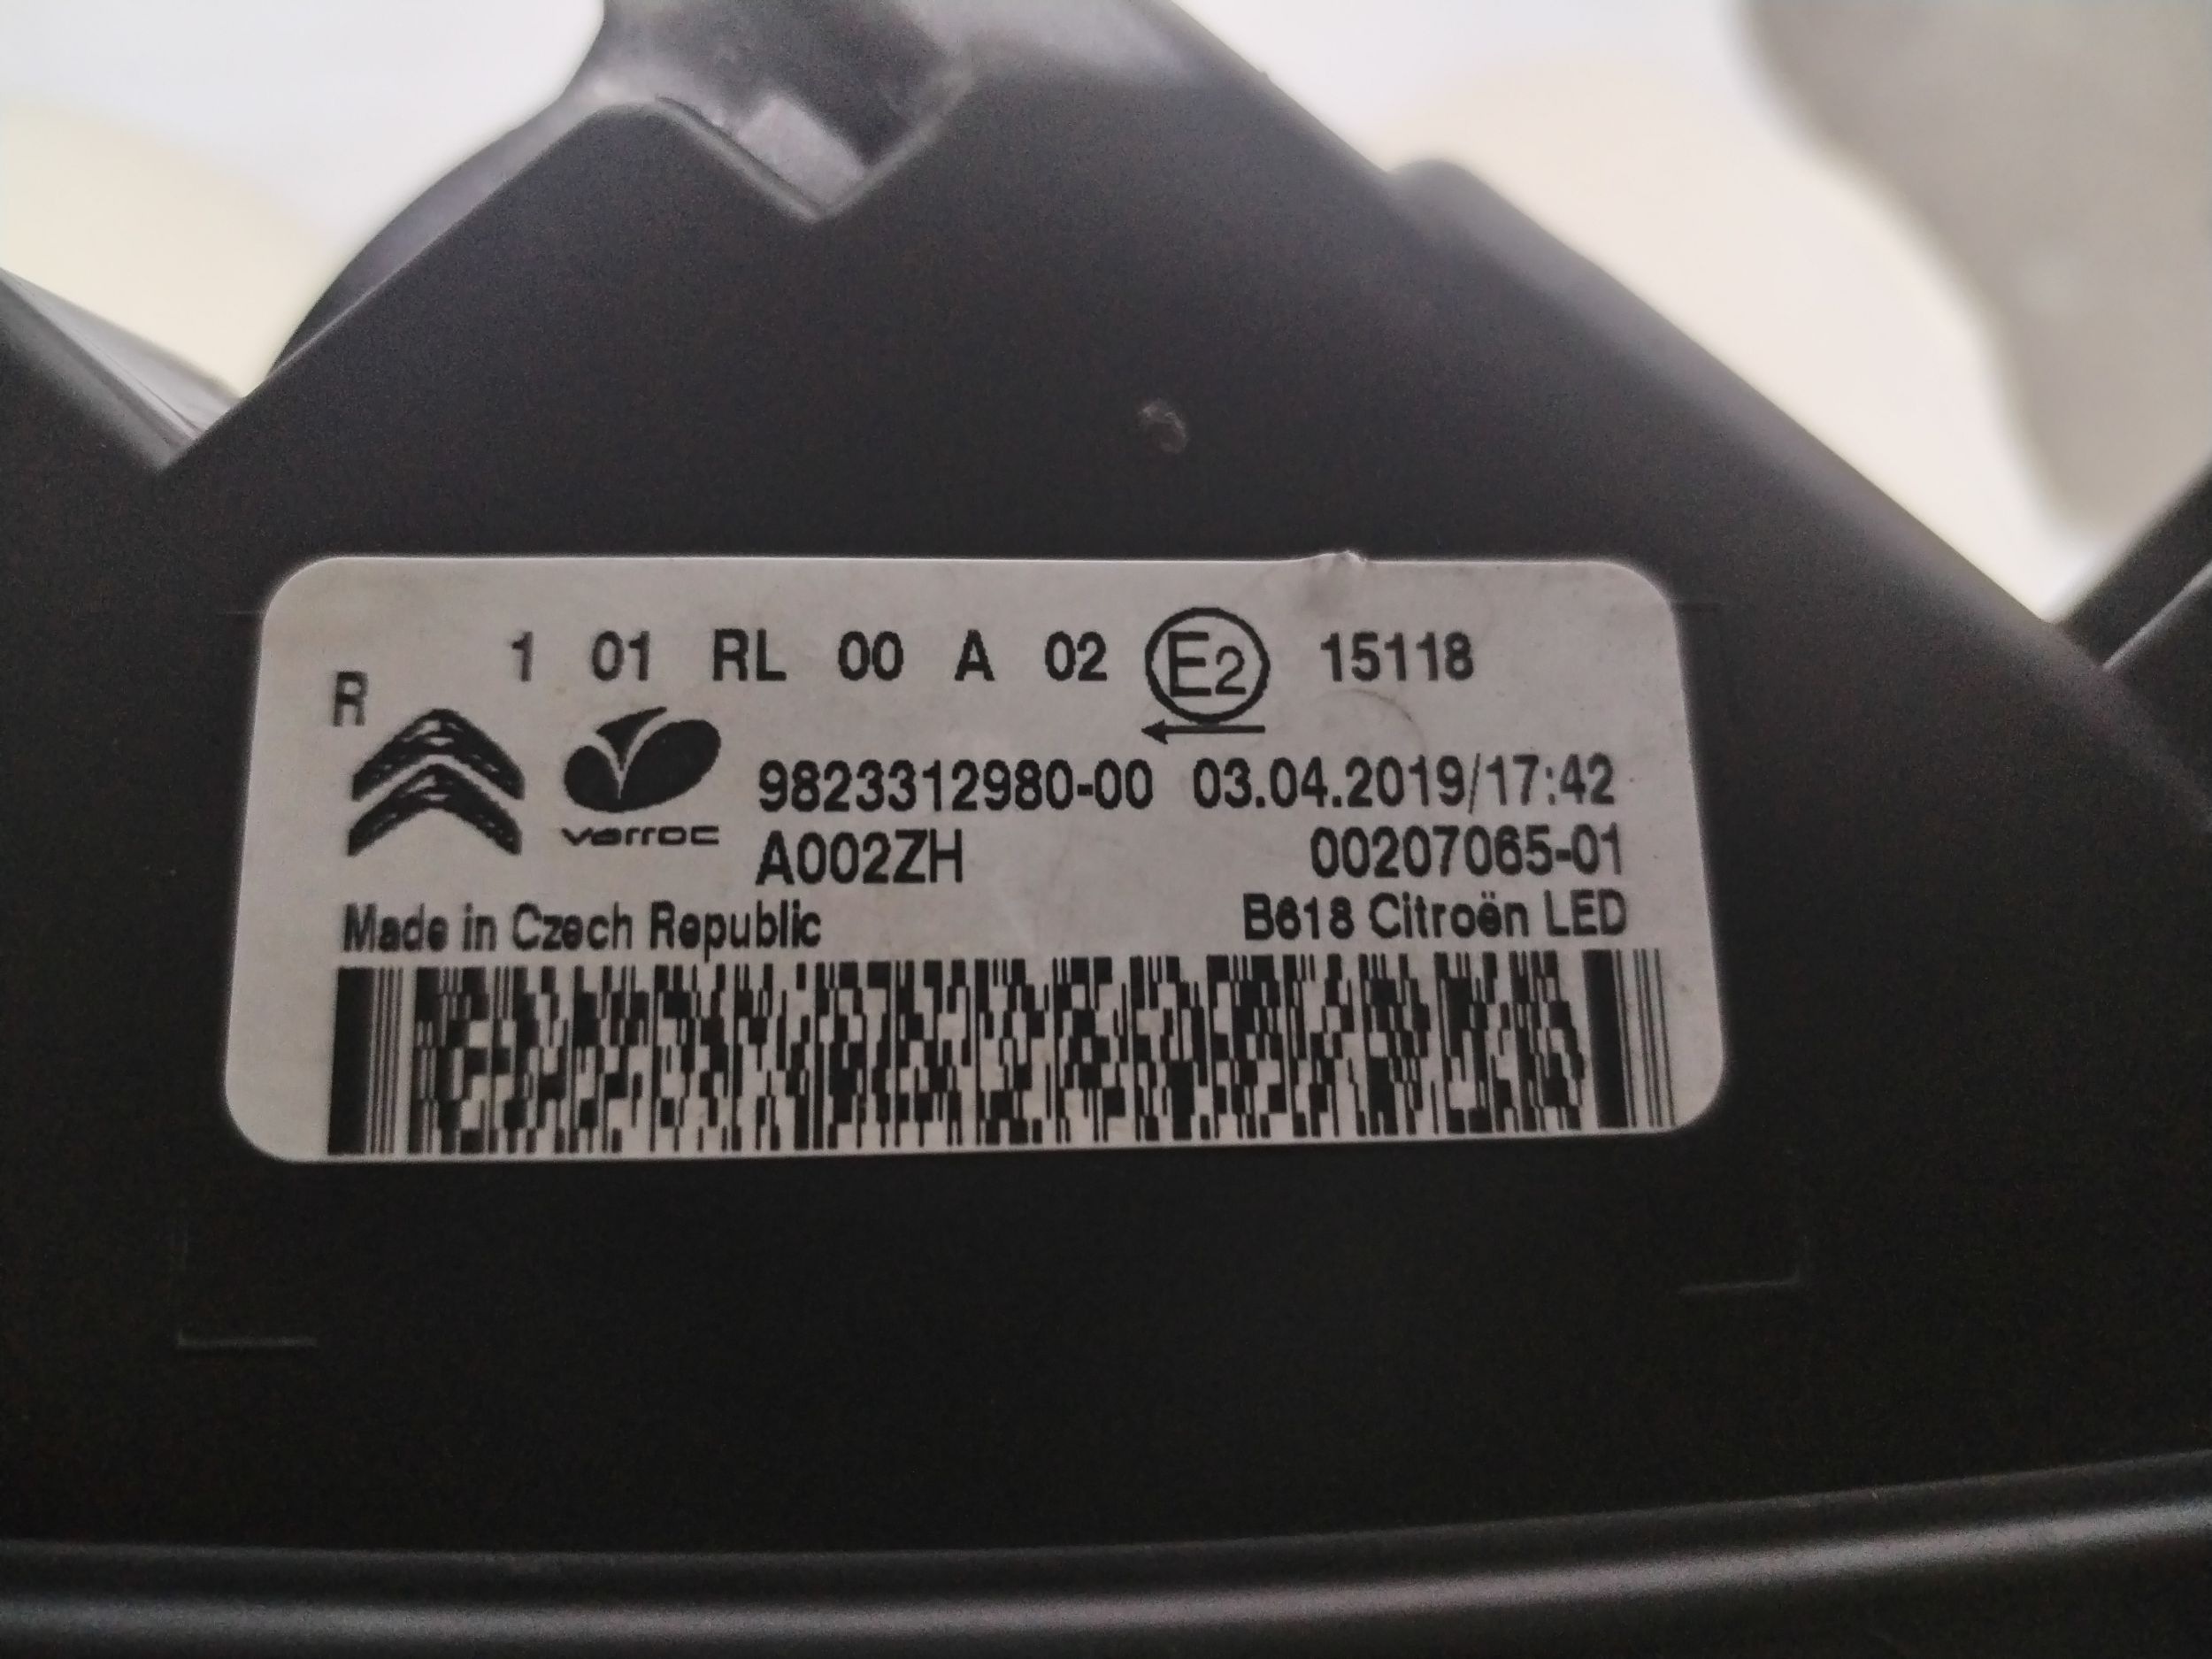 1 01 RL 00 A 02 E2 15118
R
varroc
9823312980-00 03.04.2019/17:42
A002ZH 00207065-01
Made in Czech Republic B618 Citroën LED